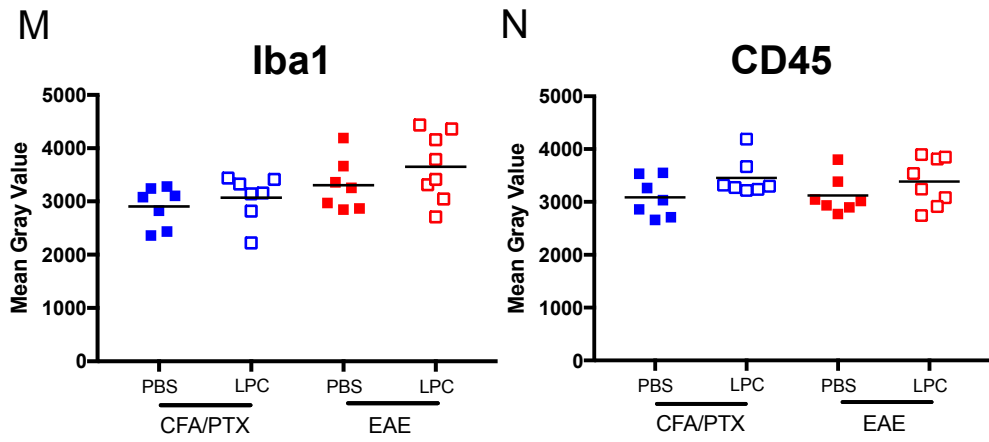 M
Iba1
Mean Gray Value
5000
4000
3000
2000
1000
0
PBS LPC PBS LPC
CFA/PTX EAE
N
CD45
Mean Gray Value
5000
4000
3000
2000
1000
0
PBS LPC PBS LPC
CFA/PTX EAE